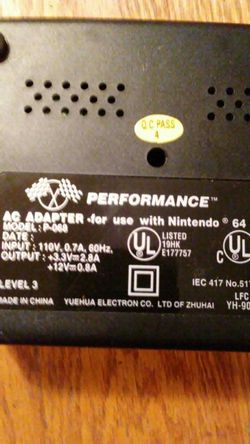 Q.C PASS
4
PERFORMANCE™
AC ADAPTER -for use with Nintendo® 64
MODEL: P-068
DATE:
INPUT: 110V, 0.7A, 60Hz,
OUTPUT: +3.3V⎓2.8A
+12V⎓0.8A
UL
LISTED
19HK
E177757
C UL
LEVEL 3
IEC 417 No.517
MADE IN CHINA
YUEHUA ELECTRON CO. LTD OF ZHUHAI
LFC
YH-90